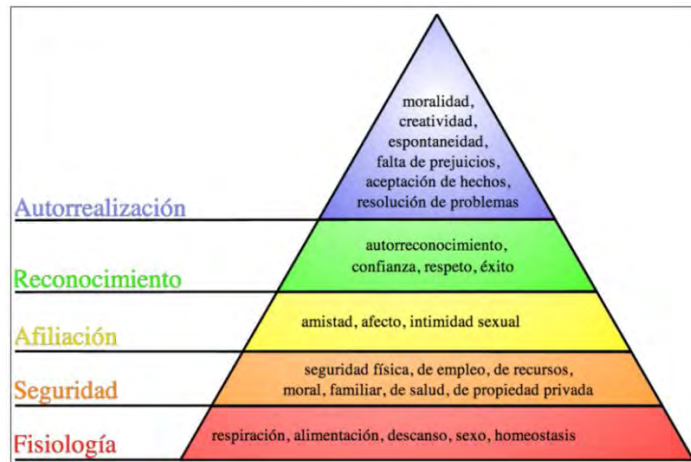 moralidad,
creatividad,
espontaneidad,
falta de prejuicios,
aceptación de hechos,
resolución de problemas
Autorrealización
autorreconocimiento,
confianza, respeto, éxito
Reconocimiento
amistad, afecto, intimidad sexual
Afiliación
seguridad física, de empleo, de recursos,
moral, familiar, de salud, de propiedad privada
Seguridad
respiración, alimentación, descanso, sexo, homeostasis
Fisiología